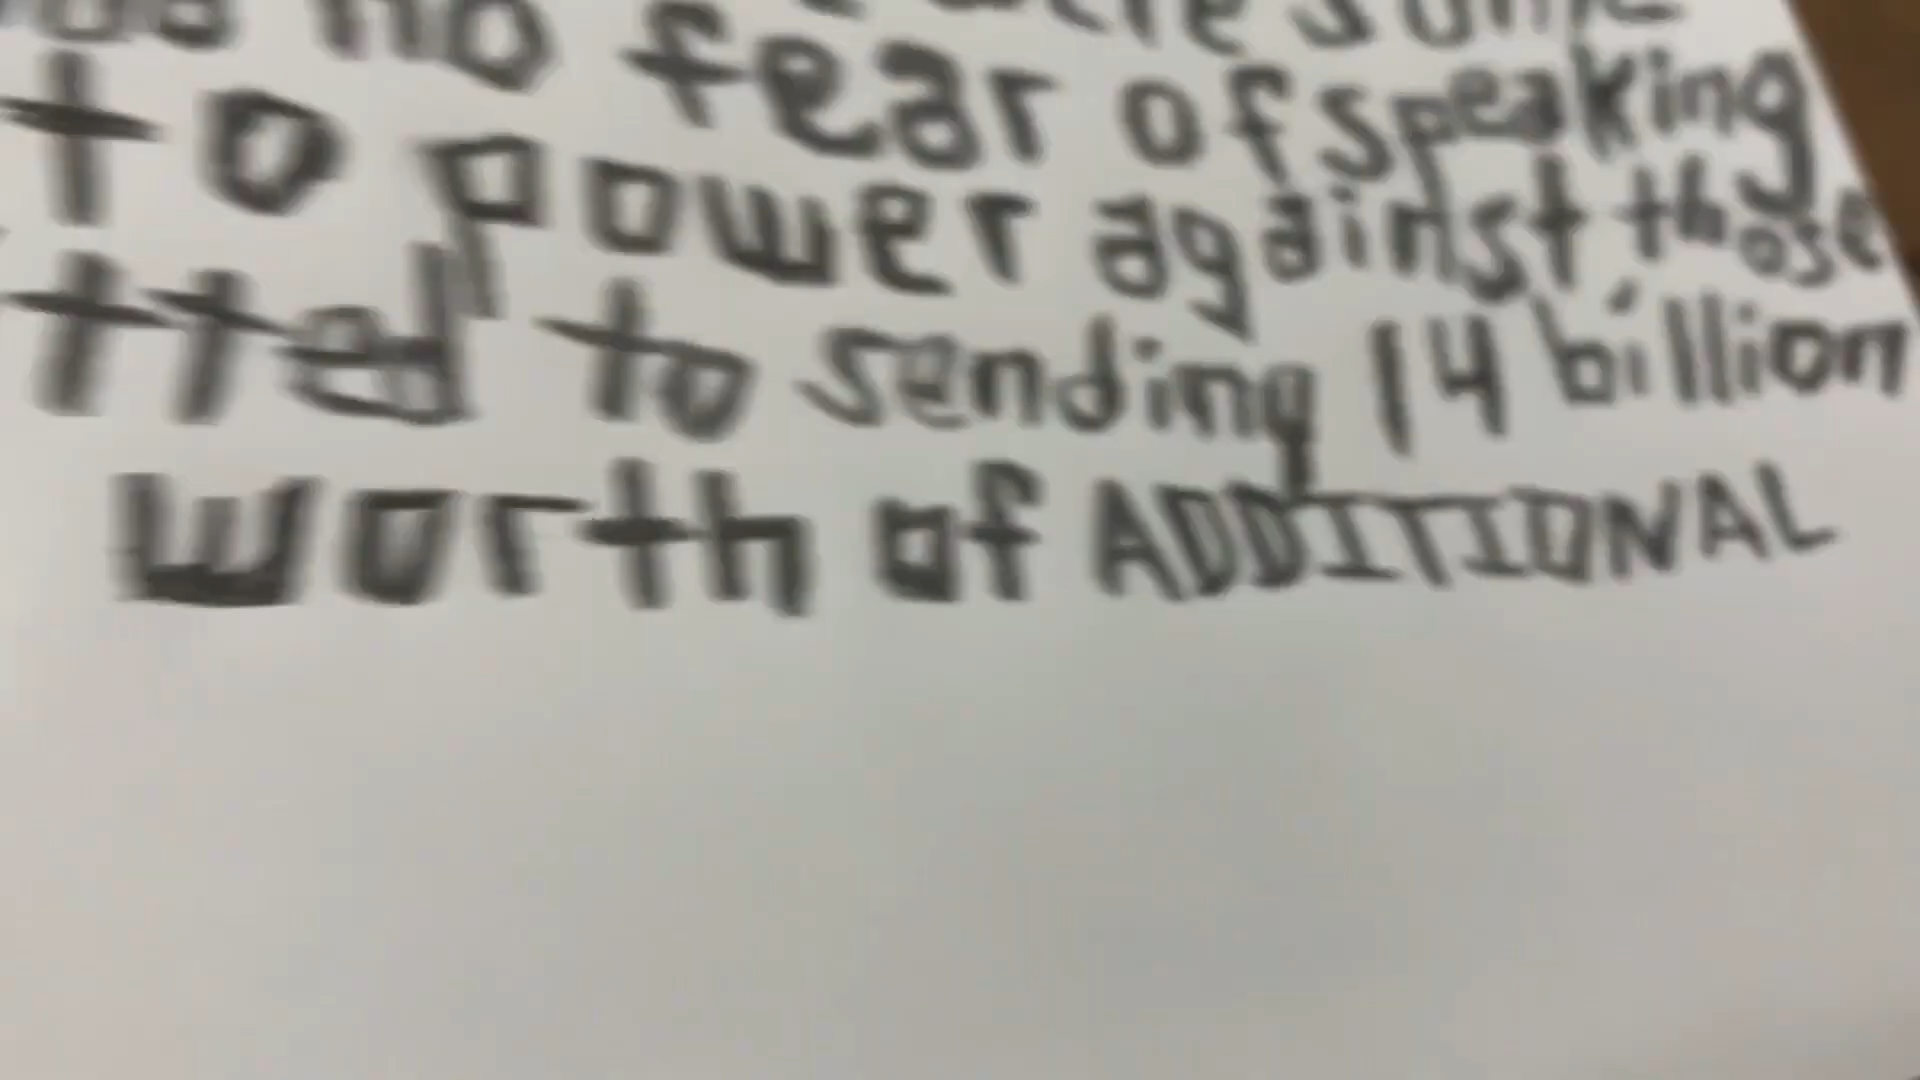 no fear of speaking
to power against those
to sending 14 billion
worth of ADDITIONAL